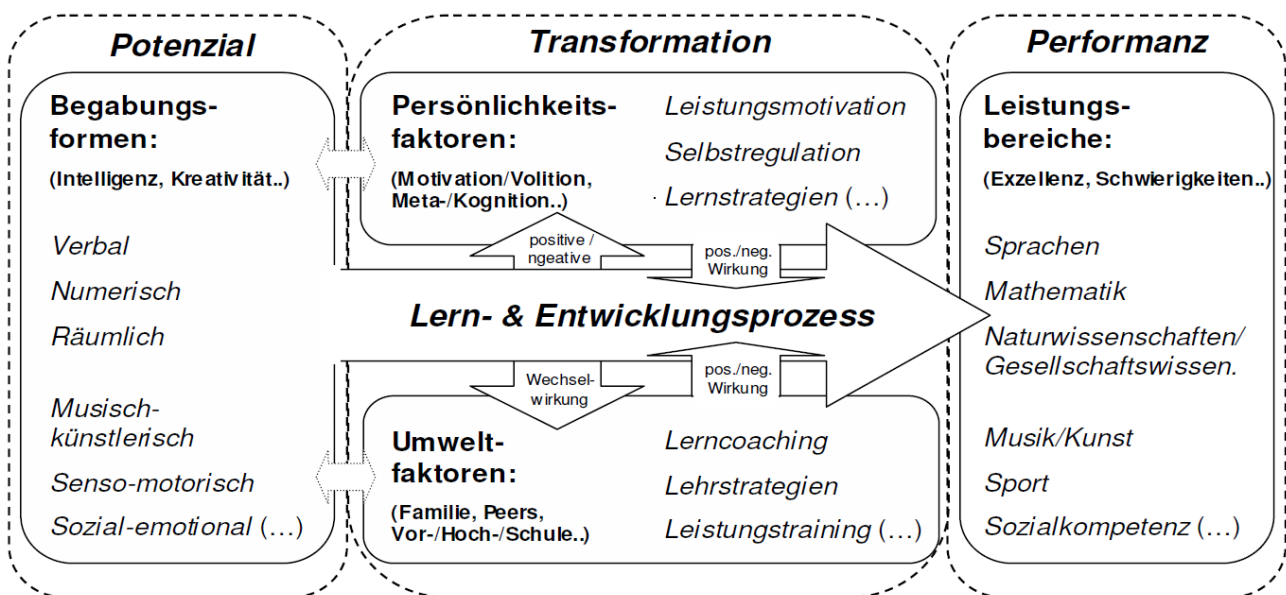 Potenzial
Begabungs-
formen:
(Intelligenz, Kreativität..)
Verbal
Numerisch
Räumlich
Musisch-
künstlerisch
Senso-motorisch
Sozial-emotional (…)
Transformation
Persönlichkeits-
faktoren:
(Motivation/Volition,
Meta-/Kognition..)
Leistungsmotivation
Selbstregulation
Lernstrategien (…)
positive /
ngeative
pos./neg.
Wirkung
Lern- & Entwicklungsprozess
Wechsel-
wirkung
pos./neg.
Wirkung
Umwelt-
faktoren:
(Familie, Peers,
Vor-/Hoch-/Schule..)
Lerncoaching
Lehrstrategien
Leistungstraining (…)
Performanz
Leistungs-
bereiche:
(Exzellenz, Schwierigkeiten..)
Sprachen
Mathematik
Naturwissenschaften/
Gesellschaftswissen.
Musik/Kunst
Sport
Sozialkompetenz (…)